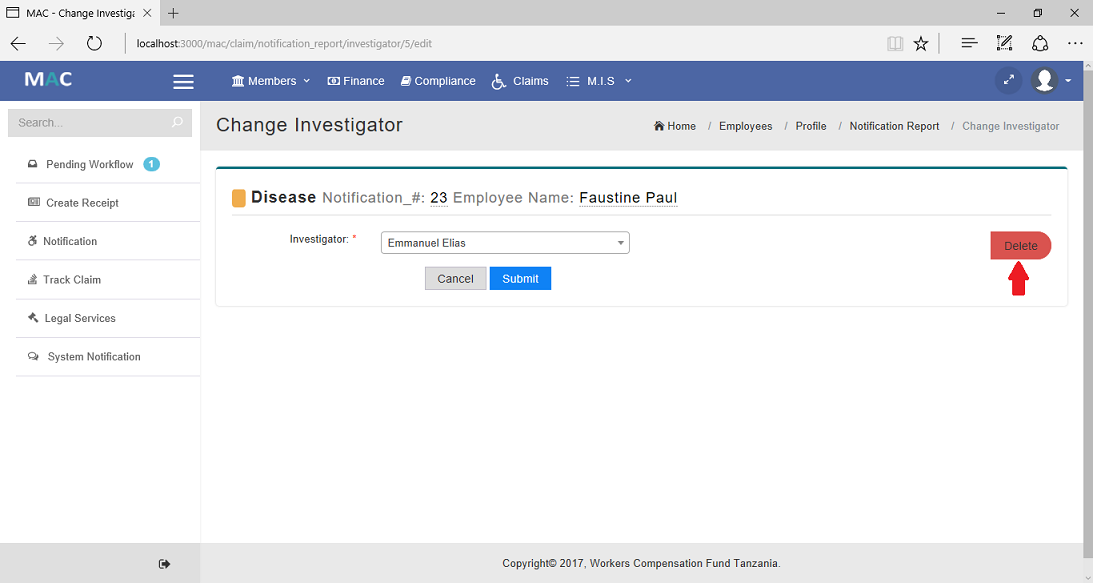 MAC - Change Investiga
localhost:3000/mac/claim/notification_report/investigator/5/edit
MAC
Members
Finance
Compliance
Claims
M.I.S
Search...
Change Investigator
Home / Employees / Profile / Notification Report / Change Investigator
Pending Workflow 1
Create Receipt
Notification
Track Claim
Legal Services
System Notification
Disease Notification_#: 23 Employee Name: Faustine Paul
Investigator: * Emmanuel Elias
Delete
Cancel Submit
Copyright© 2017, Workers Compensation Fund Tanzania.